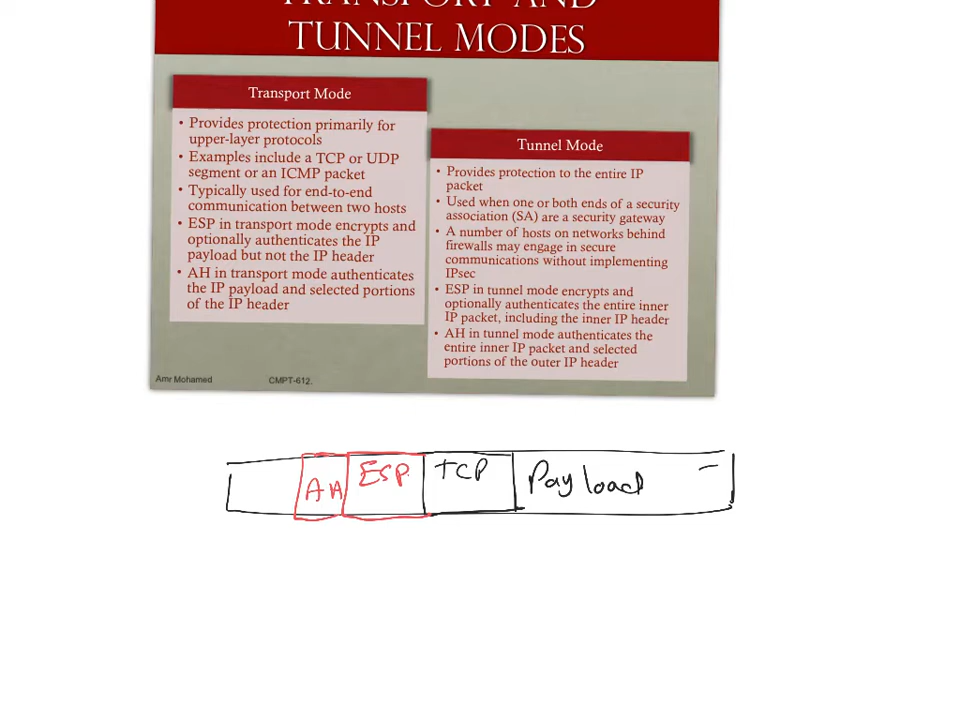 TRANSPORT AND
TUNNEL MODES
Transport Mode
• Provides protection primarily for
upper-layer protocols
• Examples include a TCP or UDP
segment or an ICMP packet
• Typically used for end-to-end
communication between two hosts
• ESP in transport mode encrypts and
optionally authenticates the IP
payload but not the IP header
• AH in transport mode authenticates
the IP payload and selected portions
of the IP header
Tunnel Mode
• Provides protection to the entire IP
packet
• Used when one or both ends of a security
association (SA) are a security gateway
• A number of hosts on networks behind
firewalls may engage in secure
communications without implementing
IPsec
• ESP in tunnel mode encrypts and
optionally authenticates the entire inner
IP packet, including the inner IP header
• AH in tunnel mode authenticates the
entire inner IP packet and selected
portions of the outer IP header
Amr Mohamed CMPT-612.
AH ESP TCP Payload